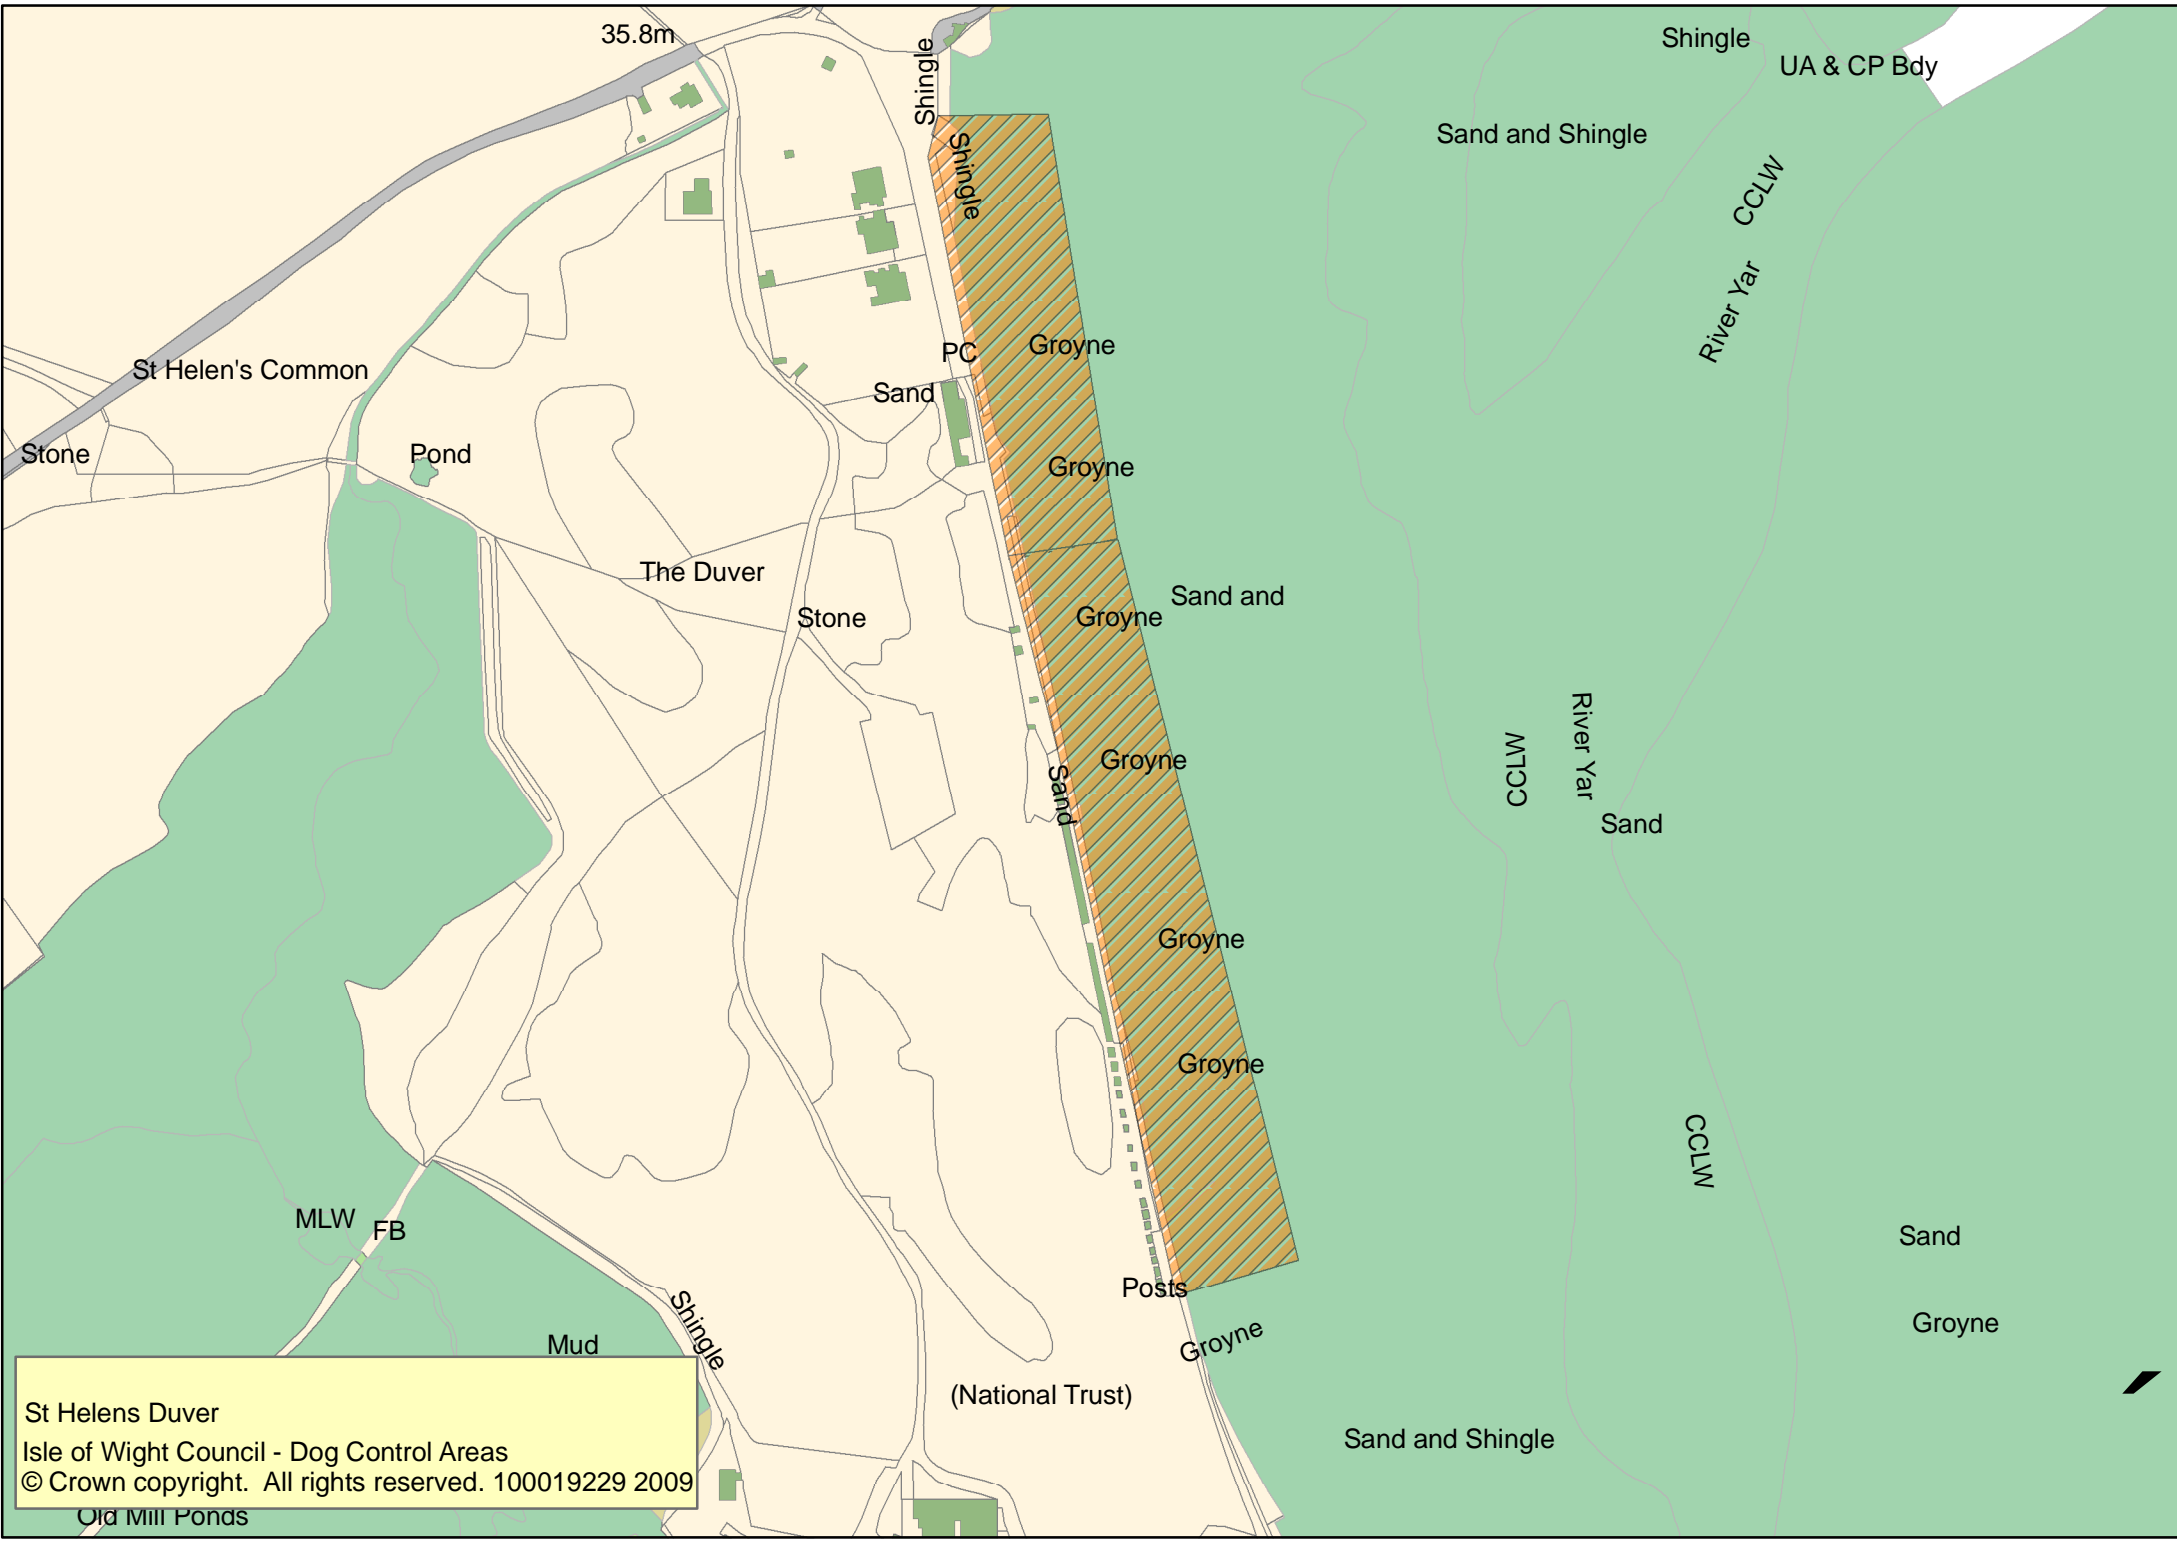 35.8m
Shingle
Shingle
UA & CP Bdy
Sand and Shingle
Shingle
CCLW
River Yar
PC
Groyne
St Helen's Common
Sand
Stone
Pond
Groyne
The Duver
Sand and
Stone
Groyne
River Yar
CCLW
Groyne
Sand
Sand
Groyne
Groyne
CCLW
MLW
FB
Sand
Posts
Groyne
Groyne
Shingle
Mud
(National Trust)
Sand and Shingle
St Helens Duver
Isle of Wight Council - Dog Control Areas
© Crown copyright.  All rights reserved. 100019229 2009
Old Mill Ponds